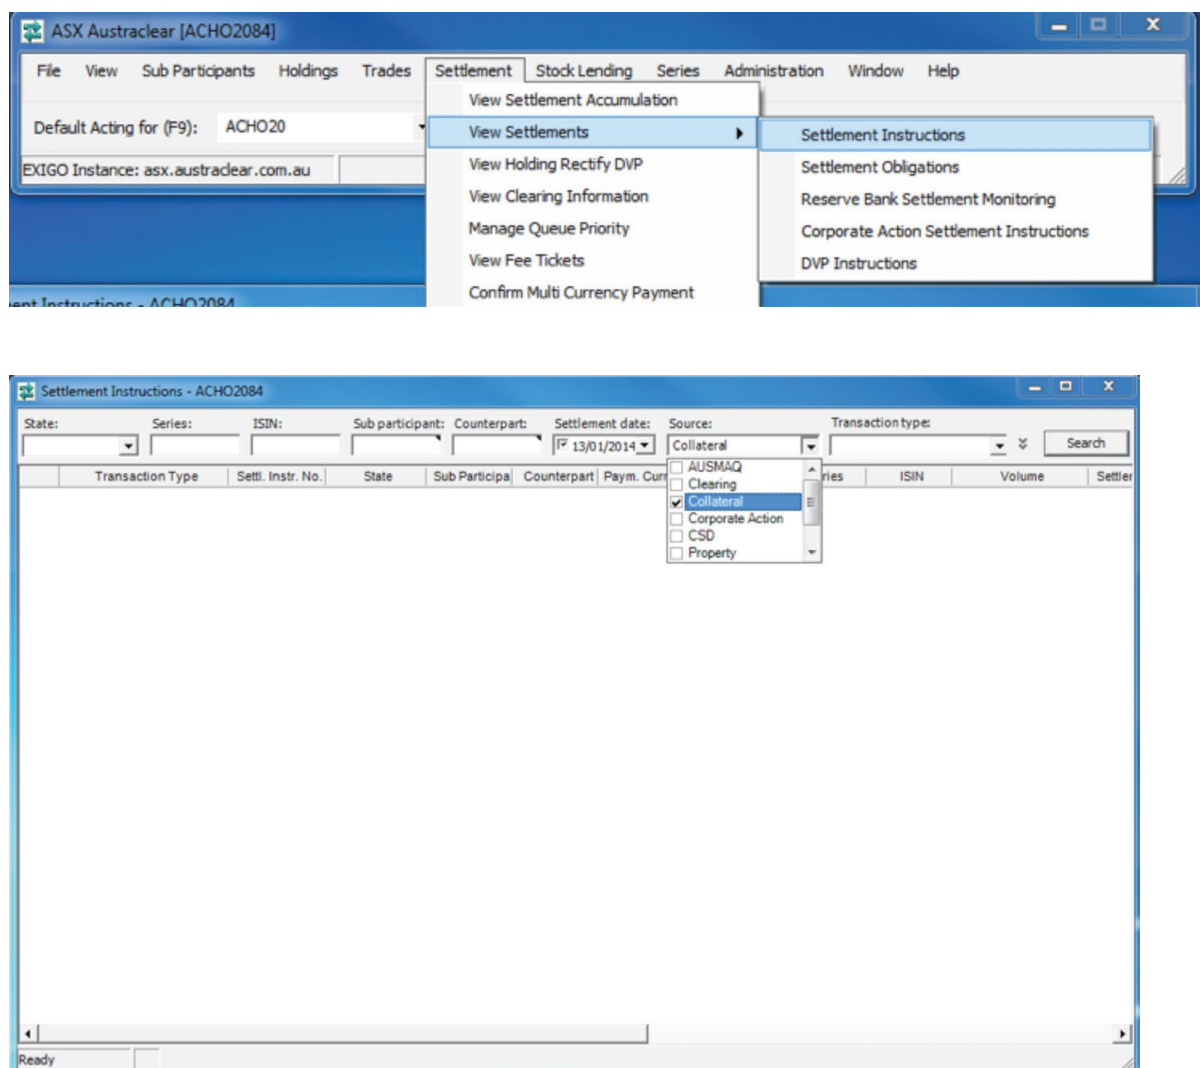 ASX Austraclear [ACHO2084]
File View Sub Participants Holdings Trades Settlement Stock Lending Series Administration Window Help
View Settlement Accumulation
Default Acting for (F9): ACHO20
View Settlements
Settlement Instructions
View Holding Rectify DVP
Settlement Obligations
EXIGO Instance: asx.austraclear.com.au
View Clearing Information
Reserve Bank Settlement Monitoring
Manage Queue Priority
Corporate Action Settlement Instructions
View Fee Tickets
DVP Instructions
Confirm Multi Currency Payment
ent Instructions - ACHO2084
Settlement Instructions - ACHO2084
State: Series: ISIN: Sub participant: Counterpart: Settlement date: Source: Transaction type:
13/01/2014 Collateral Search
Transaction Type Settl. Instr. No. State Sub Participa Counterpart Paym. Curr ries ISIN Volume Settler
AUSMAQ
Clearing
Collateral
Corporate Action
CSD
Property
Ready